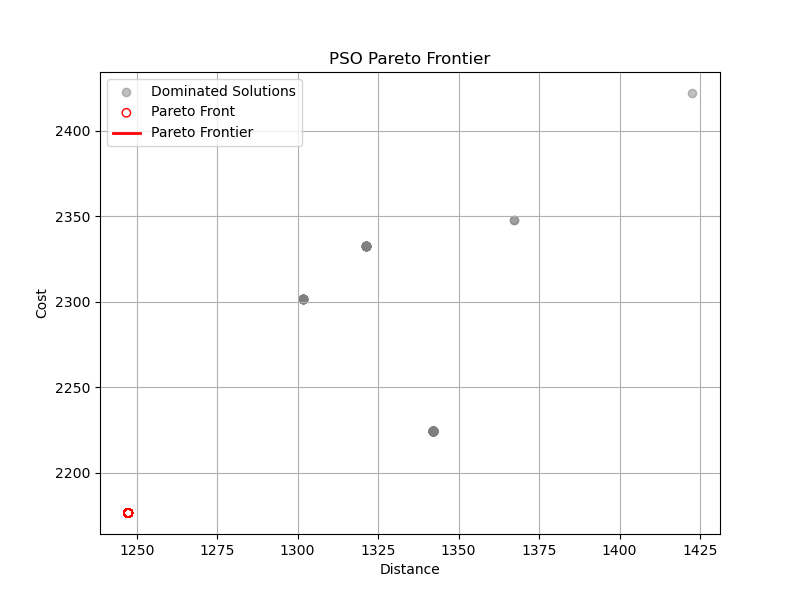 PSO Pareto Frontier
Dominated Solutions
Pareto Front
Pareto Frontier
Cost
2400
2350
2300
2250
2200
1250 1275 1300 1325 1350 1375 1400 1425
Distance